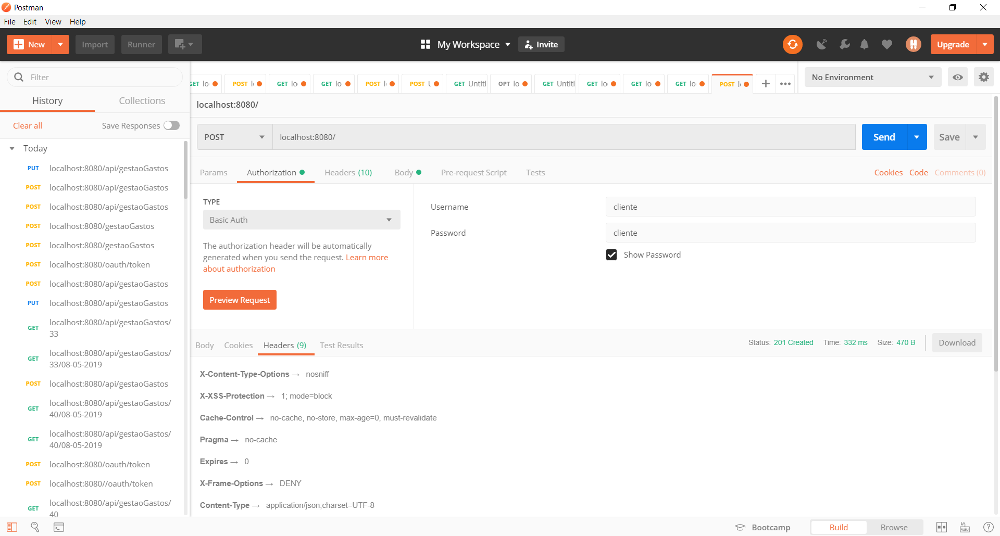 Postman
File Edit View Help
New Import Runner My Workspace Invite Upgrade
Filter
History Collections
Clear all Save Responses
Today
PUT localhost:8080/api/gestaoGastos
POST localhost:8080/api/gestaoGastos
POST localhost:8080/api/gestaoGastos
POST localhost:8080/gestaoGastos
POST localhost:8080/gestaoGastos
POST localhost:8080/oauth/token
POST localhost:8080/api/gestaoGastos
PUT localhost:8080/api/gestaoGastos
GET localhost:8080/api/gestaoGastos/
33
GET localhost:8080/api/gestaoGastos/
33/08-05-2019
POST localhost:8080/api/gestaoGastos
GET localhost:8080/api/gestaoGastos/
40/08-05-2019
GET localhost:8080/api/gestaoGastos/
40/08-05-2019
POST localhost:8080/oauth/token
POST localhost:8080//oauth/token
GET localhost:8080/api/gestaoGastos/
40
GET lo POST l GET lo GET lo POST l POST GET Untitl OPT lo GET Untitl GET lo GET lo GET lo POST l
No Environment
localhost:8080/
POST localhost:8080/ Send Save
Params Authorization Headers (10) Body Pre-request Script Tests Cookies Code Comments (0)
TYPE
Basic Auth
The authorization header will be automatically
generated when you send the request. Learn more
about authorization
Preview Request
Username cliente
Password cliente
Show Password
Body Cookies Headers (9) Test Results Status: 201 Created Time: 332 ms Size: 470 B Download
X-Content-Type-Options → nosniff
X-XSS-Protection → 1; mode=block
Cache-Control → no-cache, no-store, max-age=0, must-revalidate
Pragma → no-cache
Expires → 0
X-Frame-Options → DENY
Content-Type → application/json;charset=UTF-8
Bootcamp Build Browse